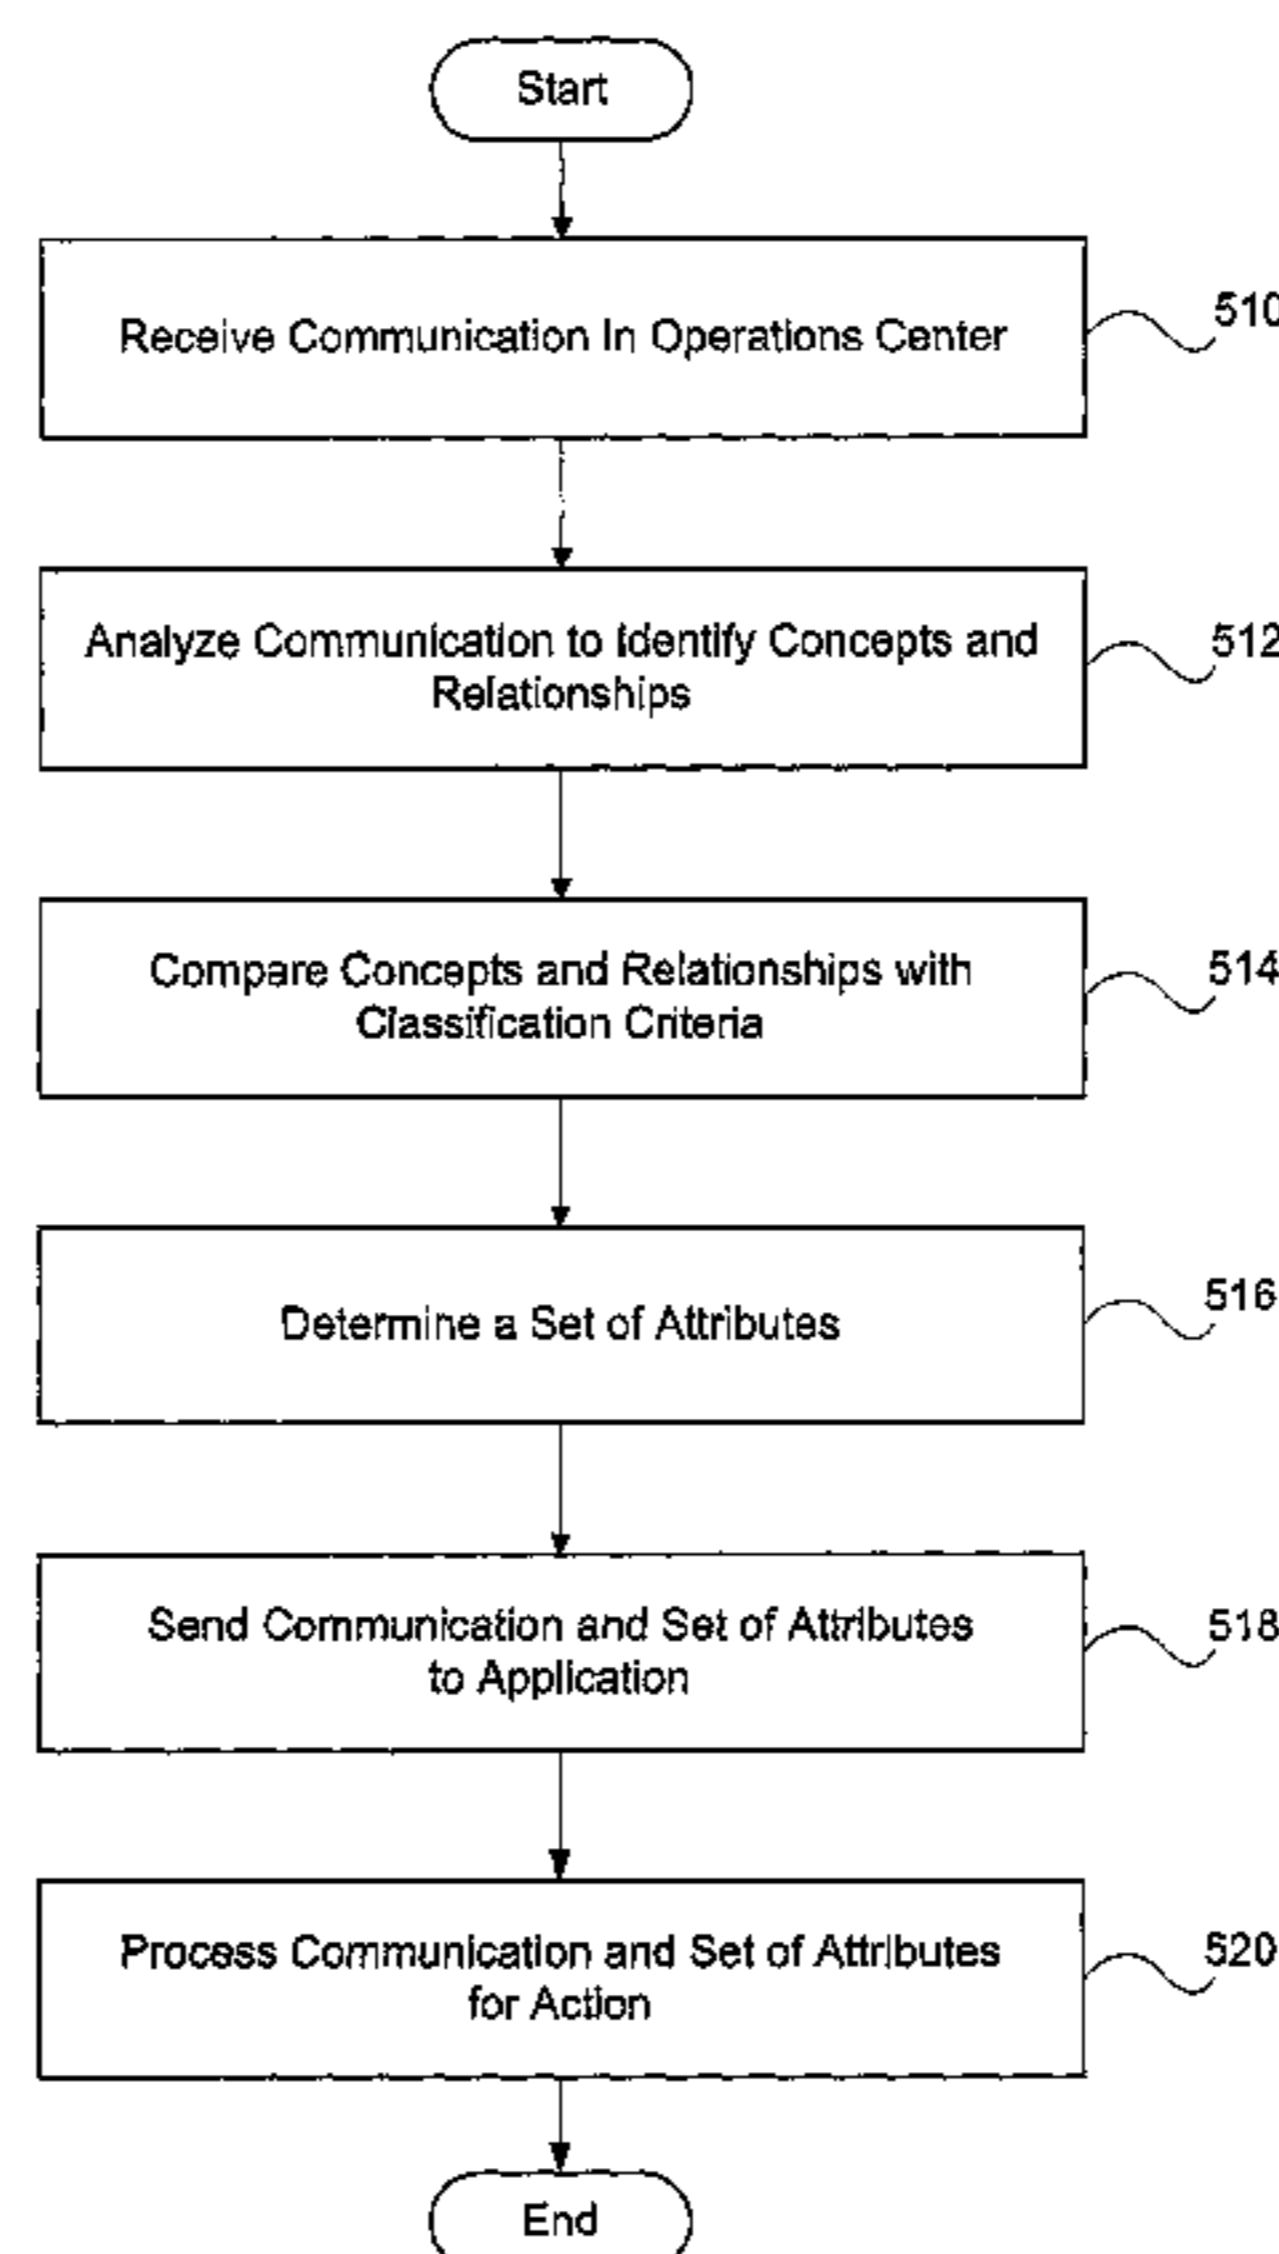 Start
Receive Communication In Operations Center
510
Analyze Communication to Identify Concepts and
Relationships
512
Compare Concepts and Relationships with
Classification Criteria
514
Determine a Set of Attributes
516
Send Communication and Set of Attributes
to Application
518
Process Communication and Set of Attributes
for Action
520
End